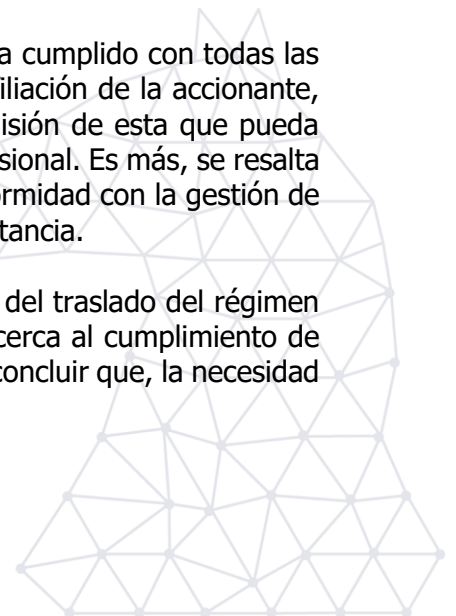 a cumplido con todas las
filiación de la accionante,
isión de esta que pueda
sional. Es más, se resalta
ormidad con la gestión de
tancia.
del traslado del régimen
cerca al cumplimiento de
concluir que, la necesidad